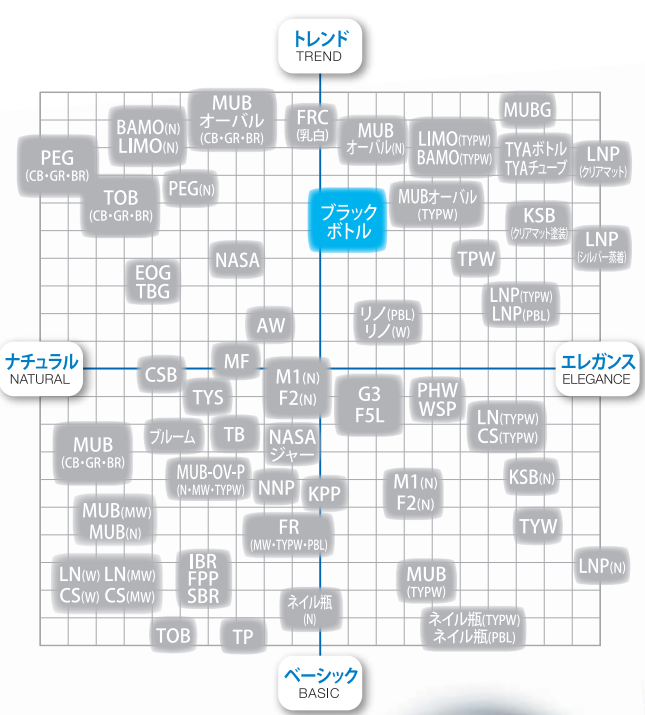 トレンド
TREND
MUBG
MUB
オーバル
(CB・GR・BR)
BAMO(N)
LIMO(N)
FRC
(乳白)
MUB
オーバル(N)
LIMO(TYPW)
BAMO(TYPW)
TYAボトル
TYAチューブ
LNP
(クリアマット)
PEG
(CB・GR・BR)
TOB
(CB・GR・BR)
PEG(N)
ブラック
ボトル
MUBオーバル
(TYPW)
KSB
(クリアマット塗装)
LNP
(シルバー蒸着)
NASA
TPW
EOG
TBG
LNP(TYPW)
LNP(PBL)
AW
リノ(PBL)
リノ(W)
ナチュラル
NATURAL
エレガンス
ELEGANCE
CSB
MF
M1(N)
F2(N)
TYS
G3
F5L
PHW
WSP
LN(TYPW)
CS(TYPW)
MUB
(CB・GR・BR)
ブルーム
TB
NASA
ジャー
MUB-OV-P
(N・MW・TYPW)
NNP
KPP
M1(N)
F2(N)
KSB(N)
MUB(MW)
MUB(N)
FR
(MW・TYPW・PBL)
TYW
LN(W) LN(MW)
CS(W) CS(MW)
IBR
FPP
SBR
MUB
(TYPW)
LNP(N)
ネイル瓶
(N)
ネイル瓶(TYPW)
ネイル瓶(PBL)
TOB
TP
ベーシック
BASIC